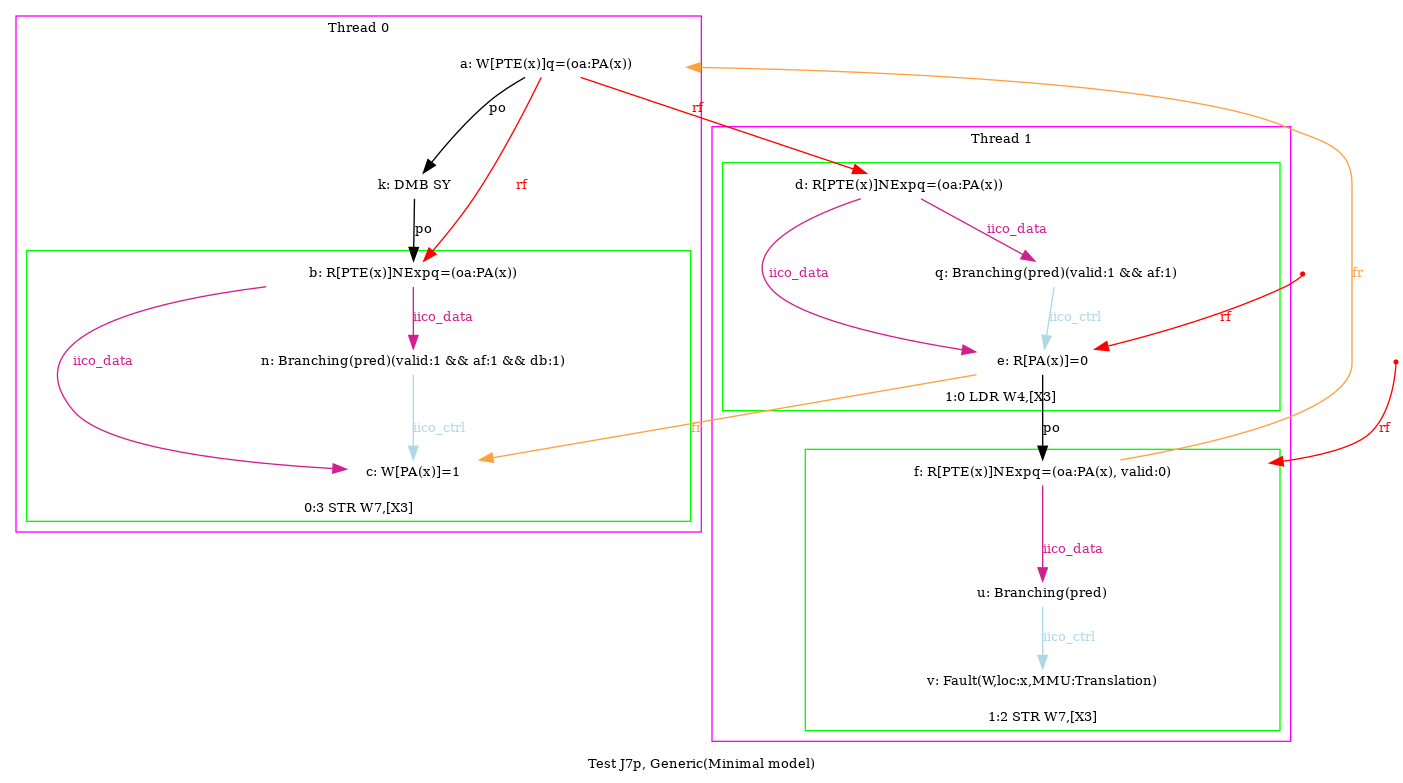 Thread 0
a: W[PTE(x)]q=(oa:PA(x))
po
rf
Thread 1
k: DMB SY
rf
d: R[PTE(x)]NExpq=(oa:PA(x))
po
iico_data
b: R[PTE(x)]NExpq=(oa:PA(x))
iico_data
q: Branching(pred)(valid:1 && af:1)
fr
iico_data
iico_ctrl
rf
iico_data
n: Branching(pred)(valid:1 && af:1 && db:1)
e: R[PA(x)]=0
1:0 LDR W4,[X3]
iico_ctrl
fr
po
rf
c: W[PA(x)]=1
f: R[PTE(x)]NExpq=(oa:PA(x), valid:0)
0:3 STR W7,[X3]
iico_data
u: Branching(pred)
iico_ctrl
v: Fault(W,loc:x,MMU:Translation)
1:2 STR W7,[X3]
Test J7p, Generic(Minimal model)